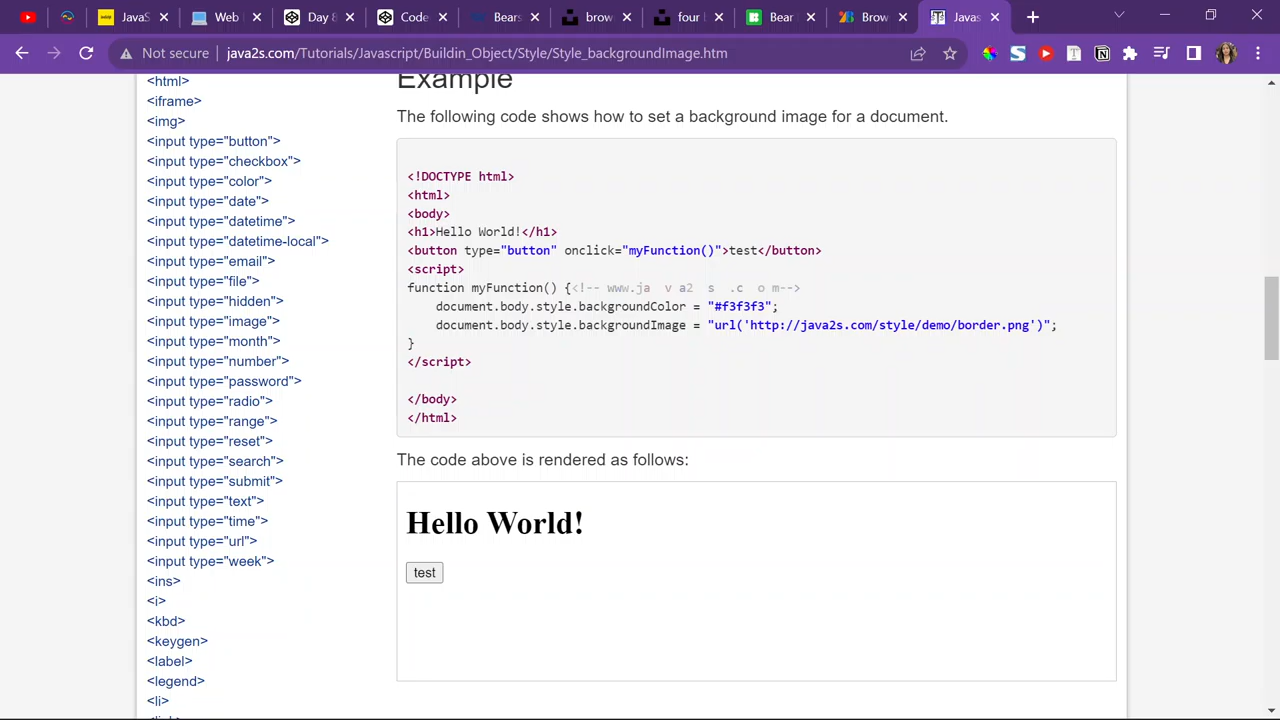 JavaS
Web
Day 8
Code
Bears
brow
four l
Bear
Brow
Javas
Not secure
java2s.com/Tutorials/Javascript/Buildin_Object/Style/Style_backgroundImage.htm
<html>
<iframe>
<img>
<input type="button">
<input type="checkbox">
<input type="color">
<input type="date">
<input type="datetime">
<input type="datetime-local">
<input type="email">
<input type="file">
<input type="hidden">
<input type="image">
<input type="month">
<input type="number">
<input type="password">
<input type="radio">
<input type="range">
<input type="reset">
<input type="search">
<input type="submit">
<input type="text">
<input type="time">
<input type="url">
<input type="week">
<ins>
<i>
<kbd>
<keygen>
<label>
<legend>
<li>
Example
The following code shows how to set a background image for a document.
<!DOCTYPE html>
<html>
<body>
<h1>Hello World!</h1>
<button type="button" onclick="myFunction()">test</button>
<script>
function myFunction() {<!-- www.ja  v a2  s  .c  o m-->
    document.body.style.backgroundColor = "#f3f3f3";
    document.body.style.backgroundImage = "url('http://java2s.com/style/demo/border.png')";
}
</script>
</body>
</html>
The code above is rendered as follows:
Hello World!
test